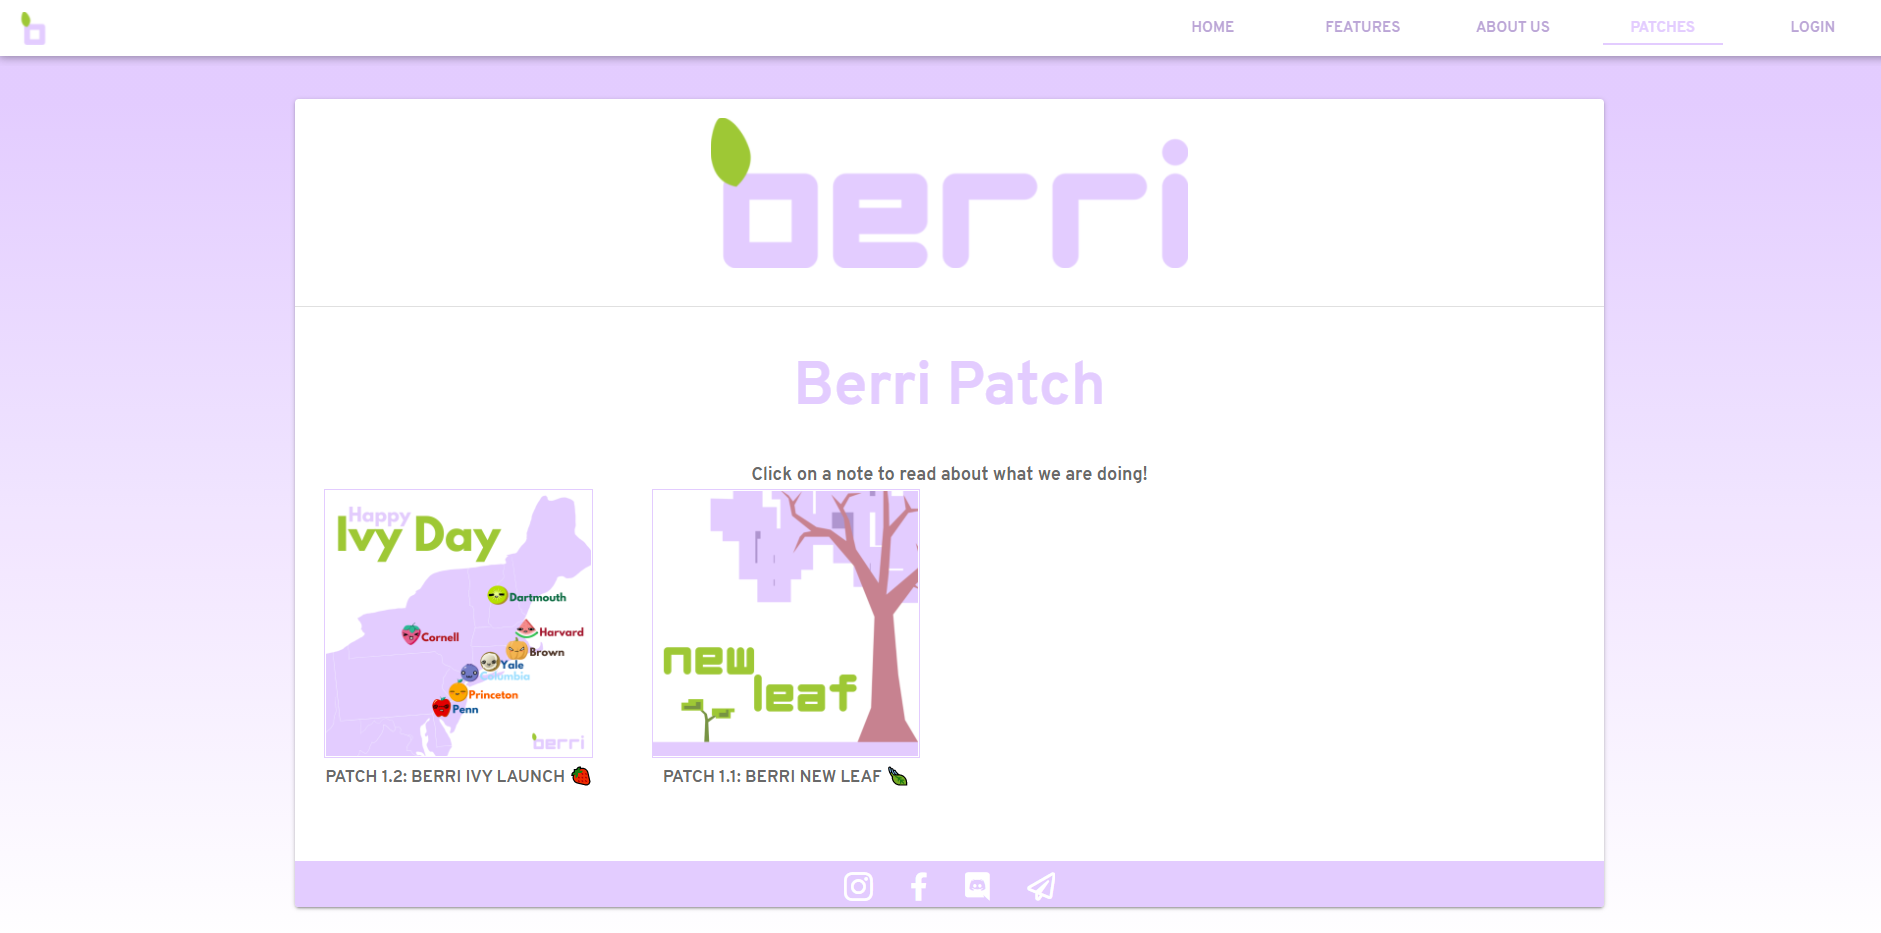 b
HOME
FEATURES
ABOUT US
PATCHES
LOGIN
berri
Berri Patch
Click on a note to read about what we are doing!
Happy
Ivy Day
Dartmouth
Cornell
Harvard
Brown
Yale
Columbia
Princeton
Penn
berri
PATCH 1.2: BERRI IVY LAUNCH
new
leaf
PATCH 1.1: BERRI NEW LEAF